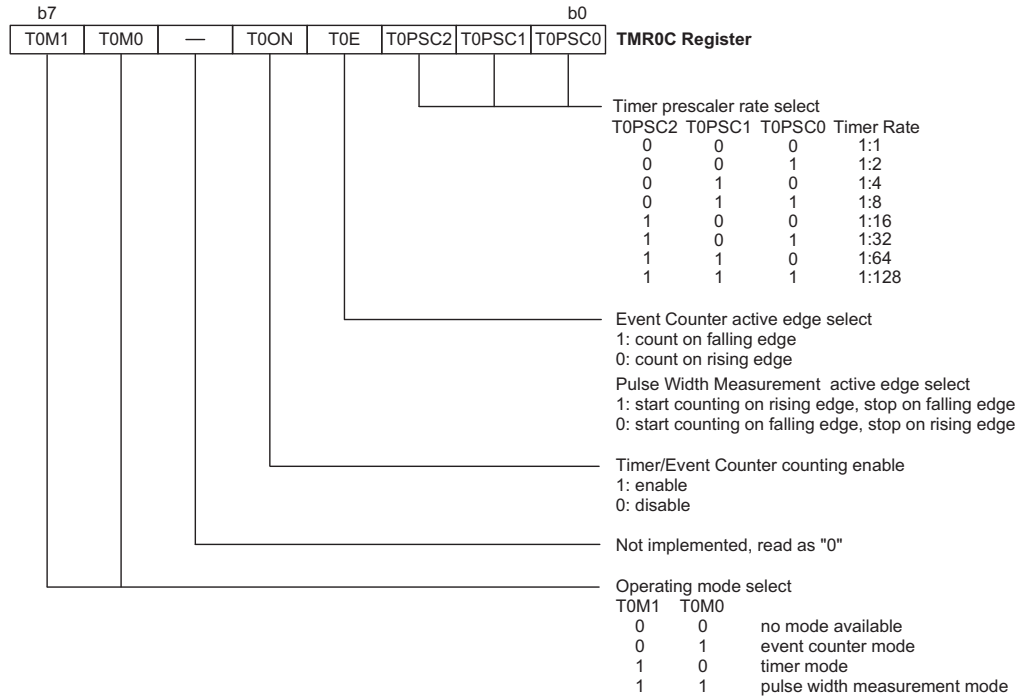 b7 b0
T0M1 T0M0 — T0ON T0E T0PSC2 T0PSC1 T0PSC0 TMR0C Register
Timer prescaler rate select
T0PSC2 T0PSC1 T0PSC0 Timer Rate
0 0 0 1:1
0 0 1 1:2
0 1 0 1:4
0 1 1 1:8
1 0 0 1:16
1 0 1 1:32
1 1 0 1:64
1 1 1 1:128
Event Counter active edge select
1: count on falling edge
0: count on rising edge
Pulse Width Measurement active edge select
1: start counting on rising edge, stop on falling edge
0: start counting on falling edge, stop on rising edge
Timer/Event Counter counting enable
1: enable
0: disable
Not implemented, read as "0"
Operating mode select
T0M1 T0M0
0 0 no mode available
0 1 event counter mode
1 0 timer mode
1 1 pulse width measurement mode